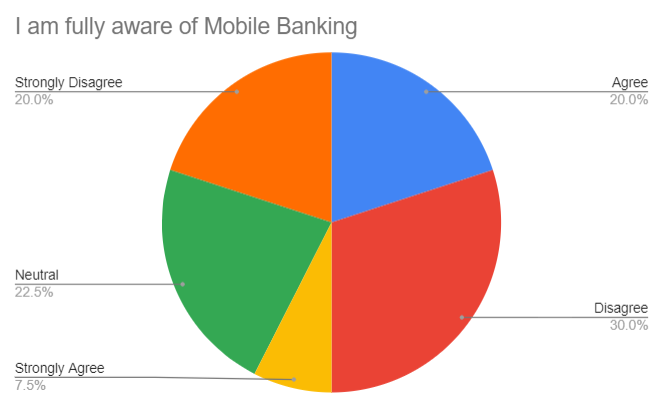 I am fully aware of Mobile Banking
Strongly Disagree
20.0%
Agree
20.0%
Neutral
22.5%
Disagree
30.0%
Strongly Agree
7.5%